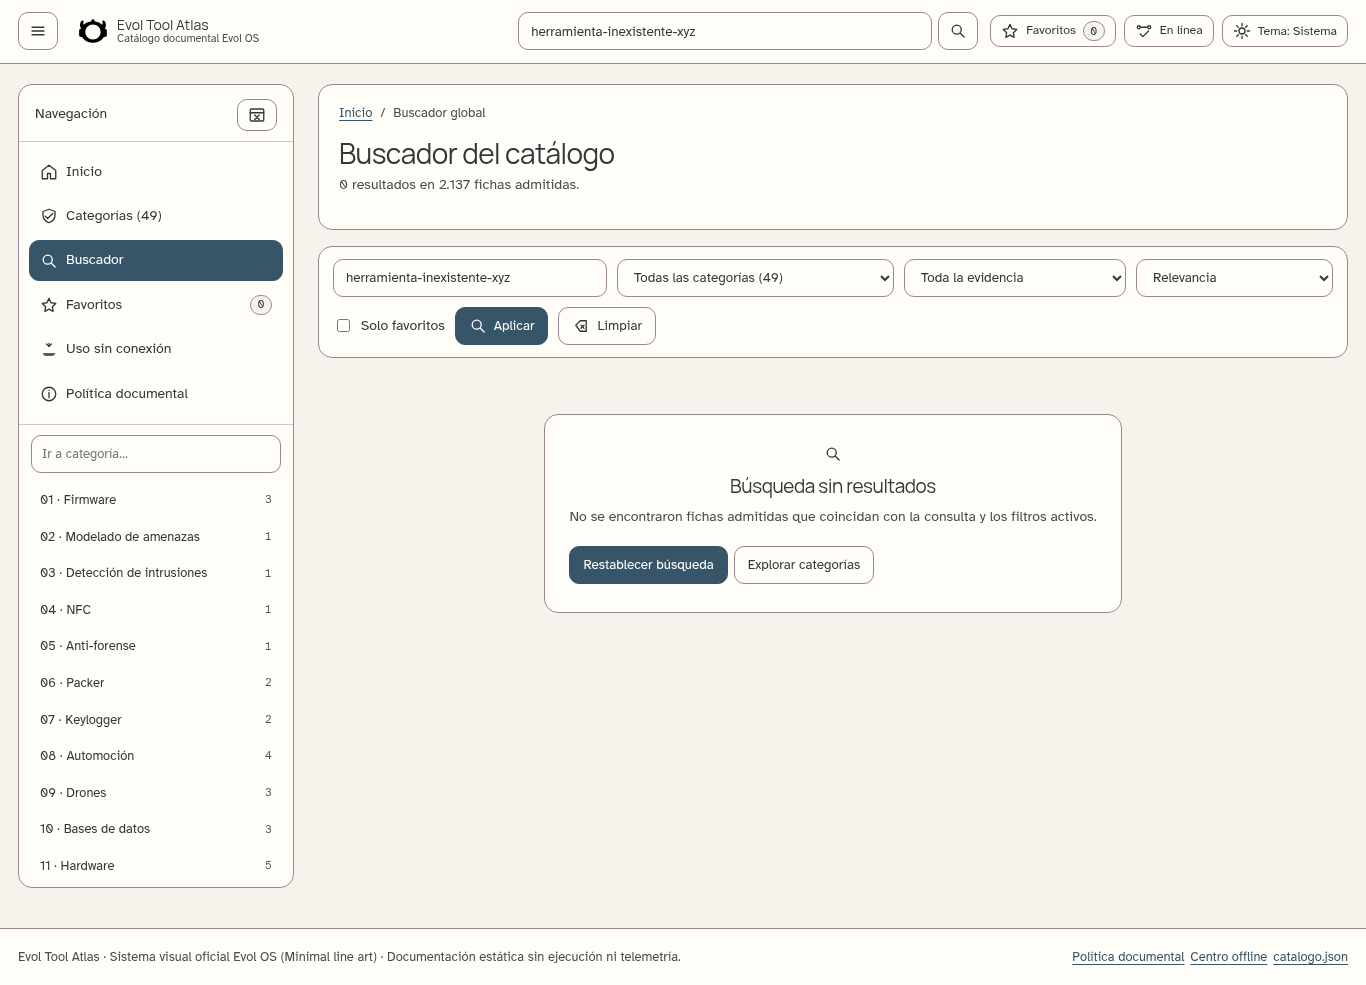 Evol Tool Atlas
Catálogo documental Evol OS
herramienta-inexistente-xyz
Favoritos 0
En línea
Tema: Sistema
Navegación
Inicio
Categorías (49)
Buscador
Favoritos 0
Uso sin conexión
Política documental
Ir a categoría...
01 · Firmware 3
02 · Modelado de amenazas 1
03 · Detección de intrusiones 1
04 · NFC 1
05 · Anti-forense 1
06 · Packer 2
07 · Keylogger 2
08 · Automoción 4
09 · Drones 3
10 · Bases de datos 3
11 · Hardware 5
Inicio / Buscador global
Buscador del catálogo
0 resultados en 2.137 fichas admitidas.
herramienta-inexistente-xyz
Todas las categorías (49)
Toda la evidencia
Relevancia
Solo favoritos
Aplicar
Limpiar
Búsqueda sin resultados
No se encontraron fichas admitidas que coincidan con la consulta y los filtros activos.
Restablecer búsqueda
Explorar categorías
Evol Tool Atlas · Sistema visual oficial Evol OS (Minimal line art) · Documentación estática sin ejecución ni telemetría.
Política documental Centro offline catalogo.json